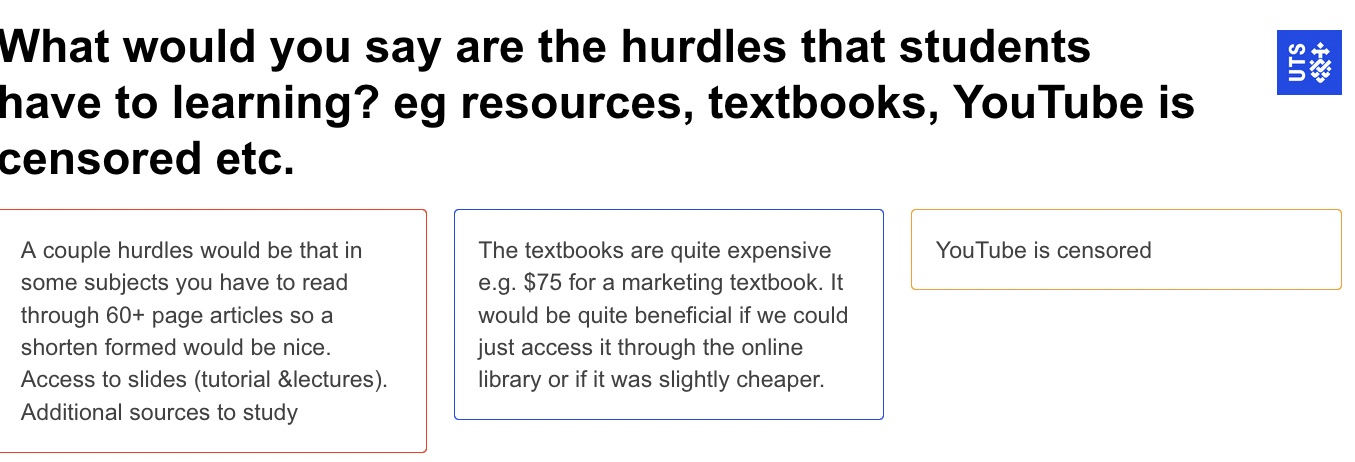 What would you say are the hurdles that students
have to learning? eg resources, textbooks, YouTube is
censored etc.
UTS
A couple hurdles would be that in
some subjects you have to read
through 60+ page articles so a
shorten formed would be nice.
Access to slides (tutorial &lectures).
Additional sources to study
The textbooks are quite expensive
e.g. $75 for a marketing textbook. It
would be quite beneficial if we could
just access it through the online
library or if it was slightly cheaper.
YouTube is censored